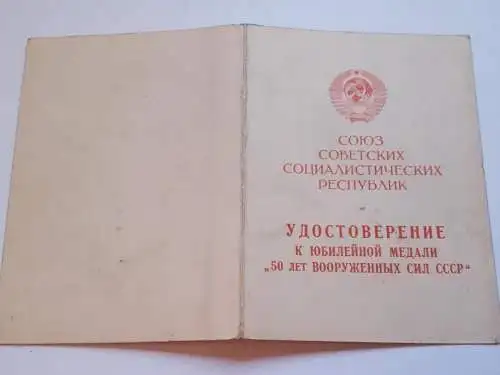 СОЮЗ
СОВЕТСКИХ
СОЦИАЛИСТИЧЕСКИХ
РЕСПУБЛИК
УДОСТОВЕРЕНИЕ
К ЮБИЛЕЙНОЙ МЕДАЛИ
„50 ЛЕТ ВООРУЖЕННЫХ СИЛ СССР"